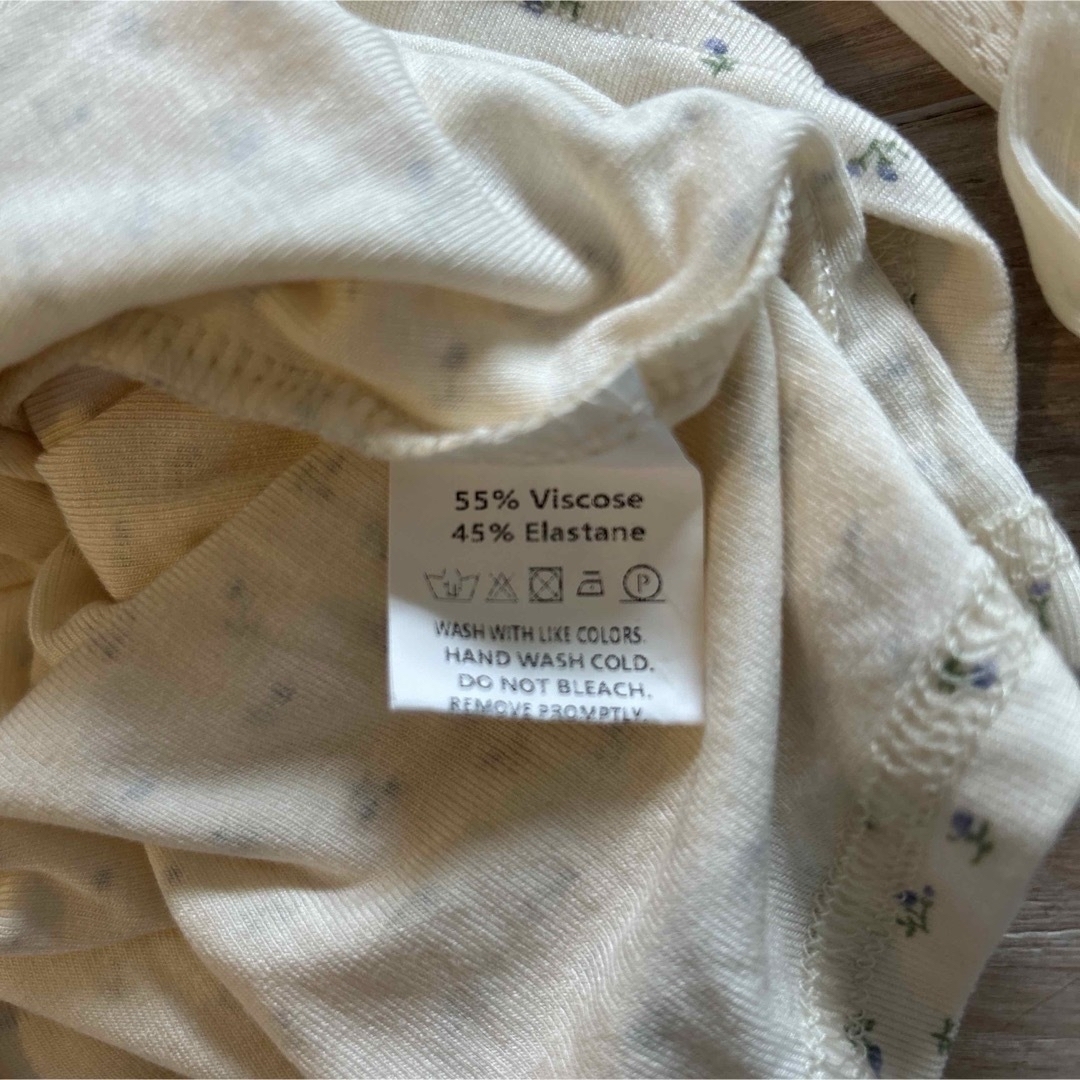 55% Viscose
45% Elastane
P
WASH WITH LIKE COLORS.
HAND WASH COLD.
DO NOT BLEACH.
REMOVE PROMPTLY.